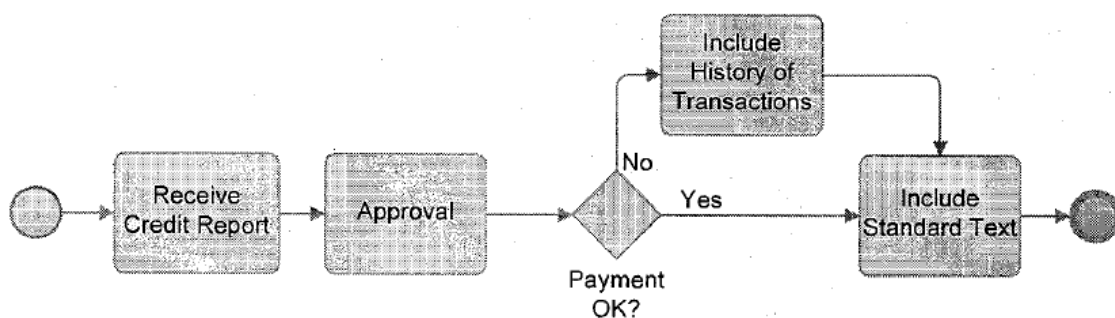 Receive
Credit Report
Approval
Payment
OK?
No
Include
History of
Transactions
Yes
Include
Standard Text